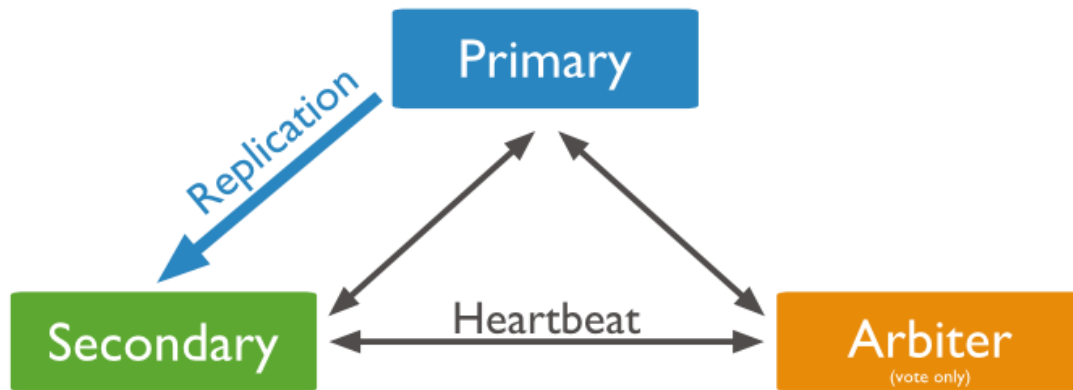 Primary
Replication
Heartbeat
Secondary
Arbiter
(vote only)